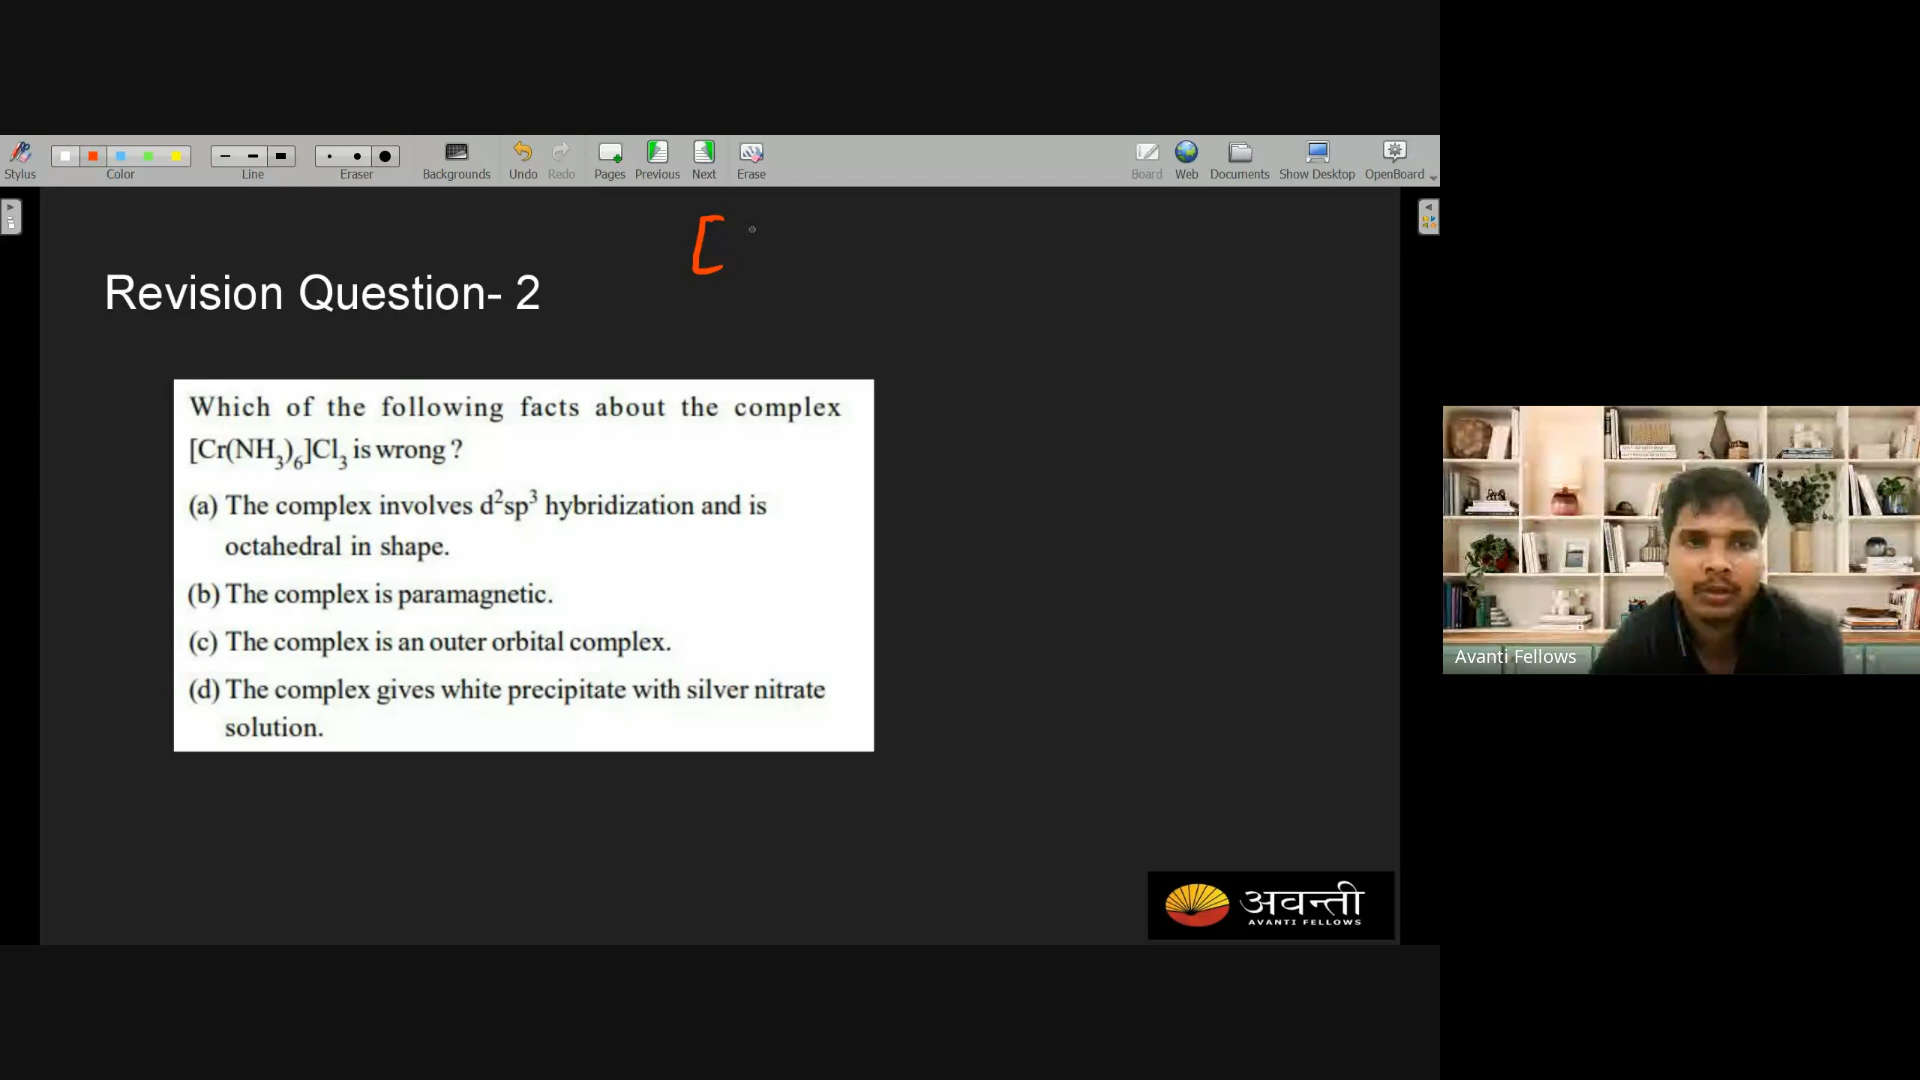 Stylus
Color
Line
Eraser
Backgrounds
Undo
Redo
Pages
Previous
Next
Erase
Board
Web
Documents
Show Desktop
OpenBoard
[
Revision Question- 2
Which of the following facts about the complex
[Cr(NH₃)₆]Cl₃ is wrong ?
(a) The complex involves d²sp³ hybridization and is
octahedral in shape.
(b) The complex is paramagnetic.
(c) The complex is an outer orbital complex.
(d) The complex gives white precipitate with silver nitrate
solution.
Avanti Fellows
अवन्ती
AVANTI FELLOWS